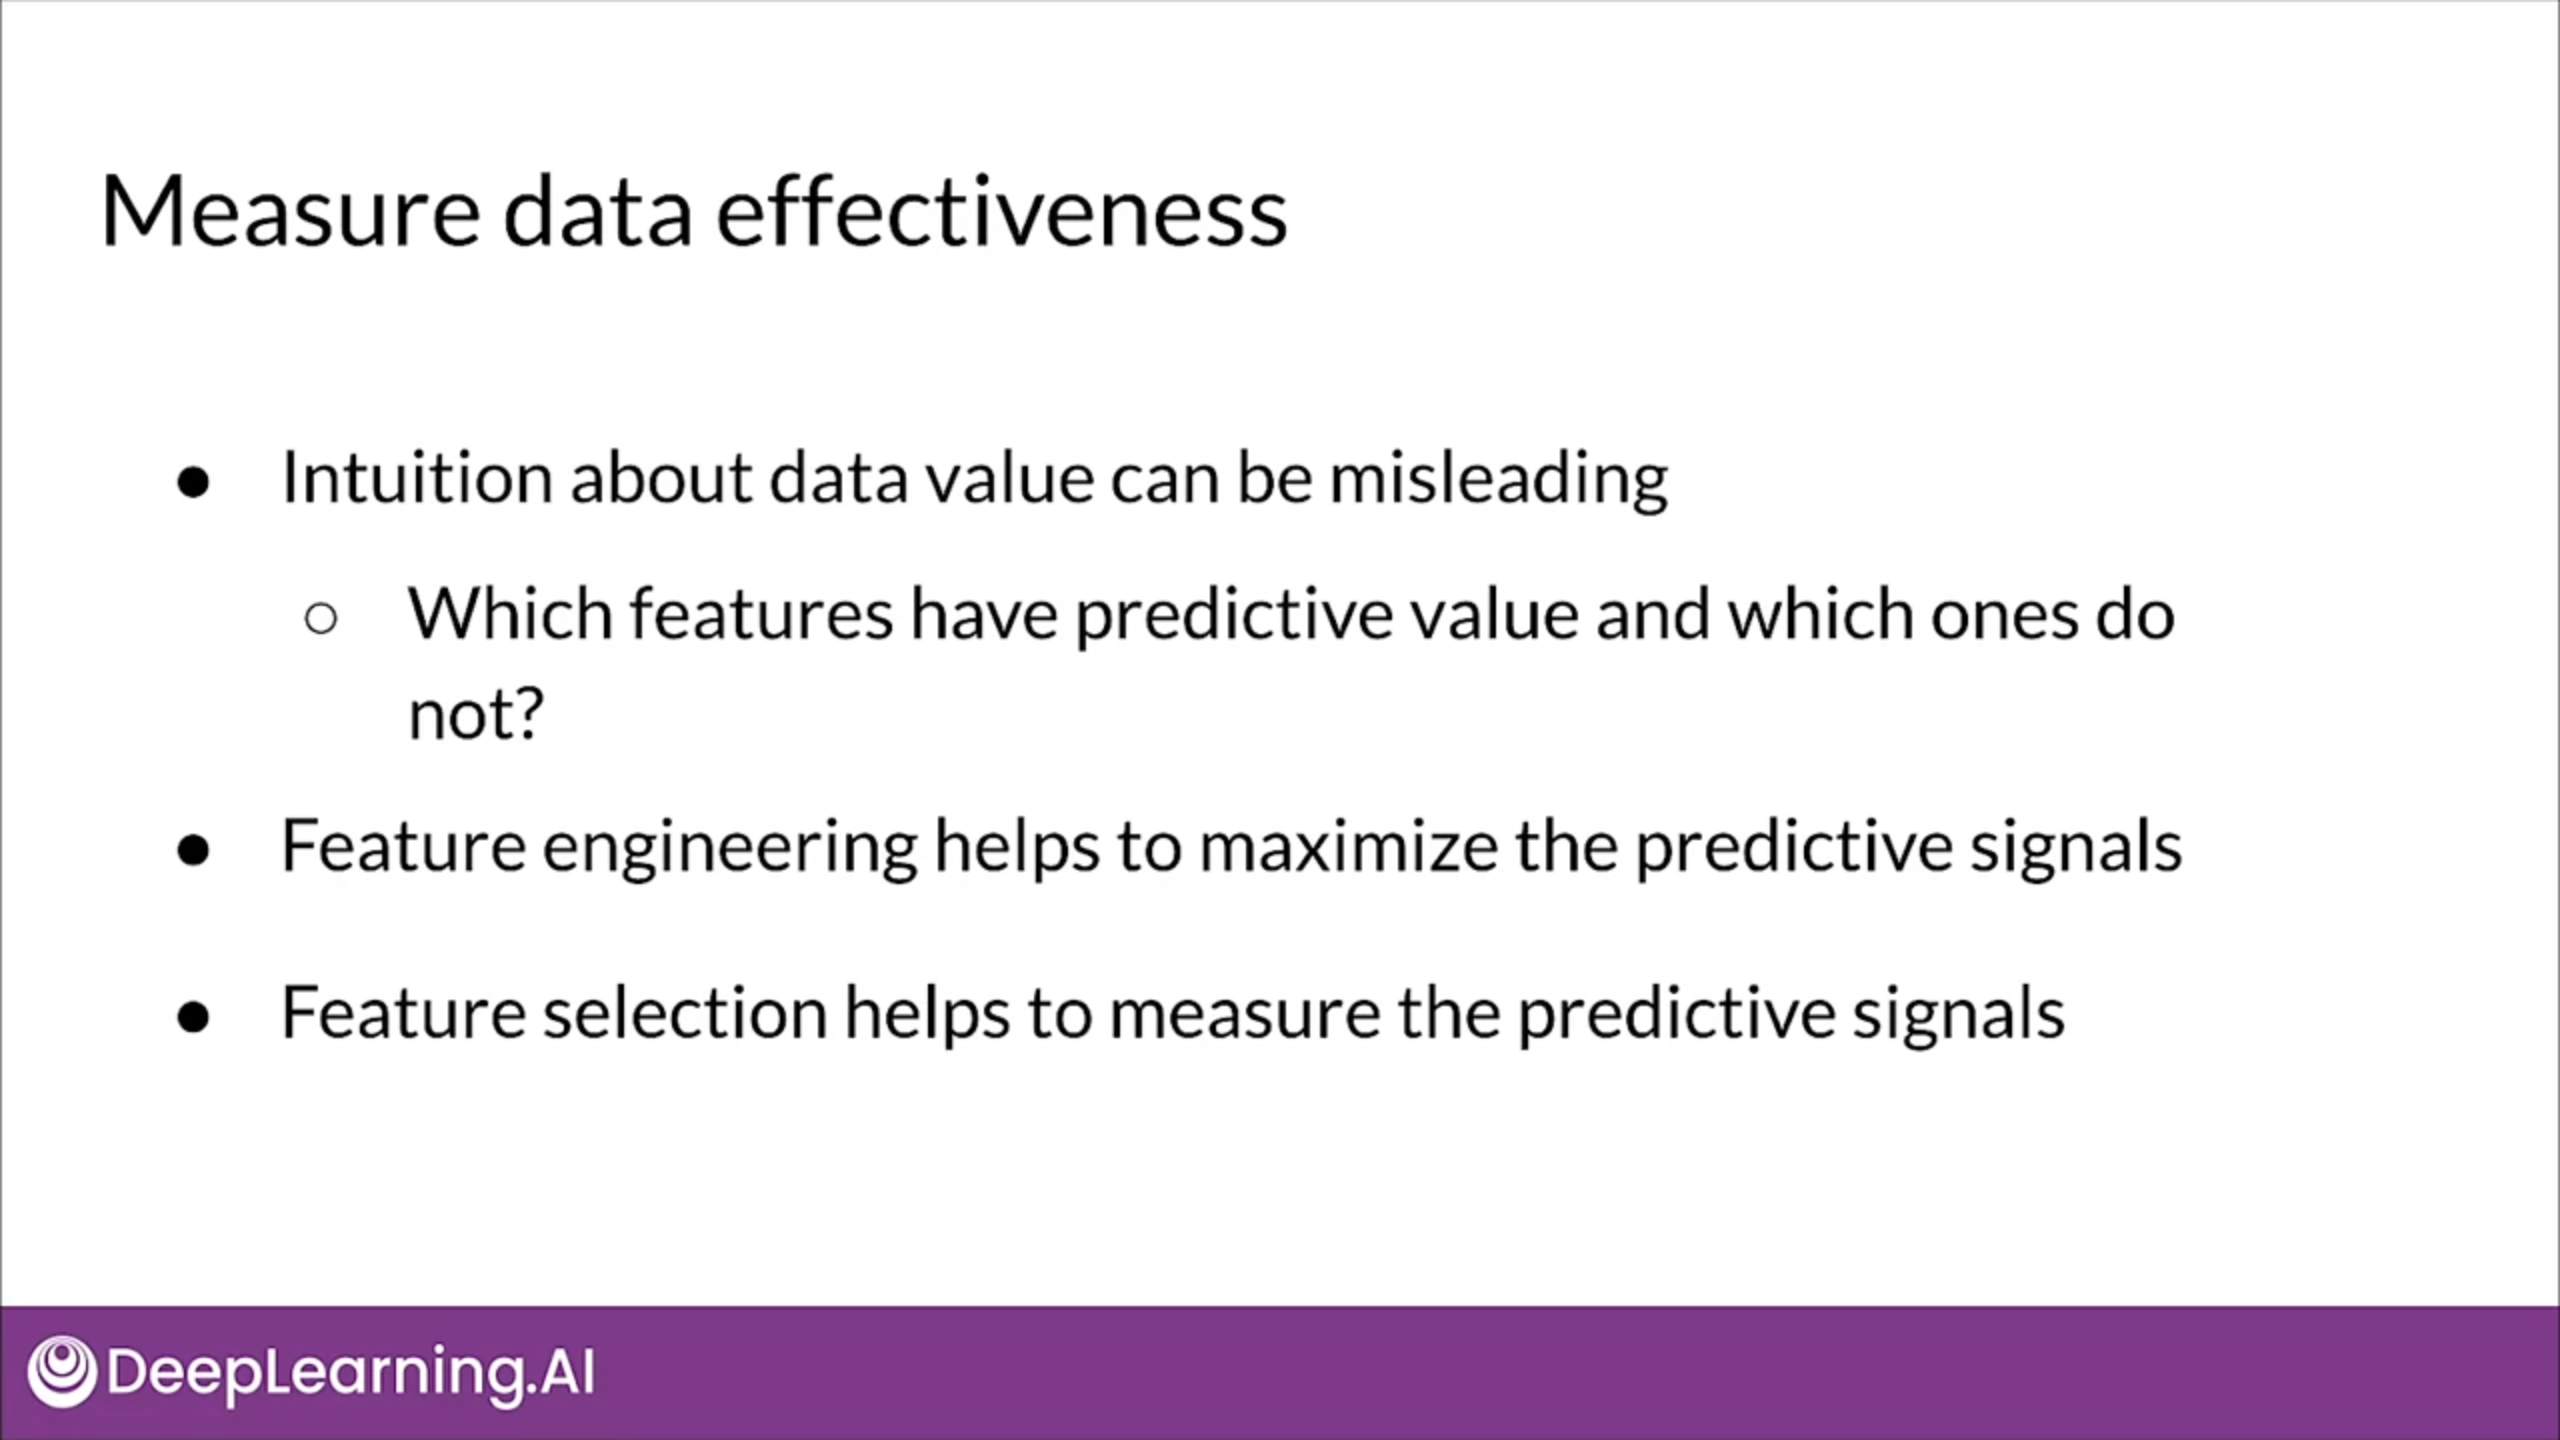 Measure data effectiveness
● Intuition about data value can be misleading
○ Which features have predictive value and which ones do
not?
● Feature engineering helps to maximize the predictive signals
● Feature selection helps to measure the predictive signals
DeepLearning.AI